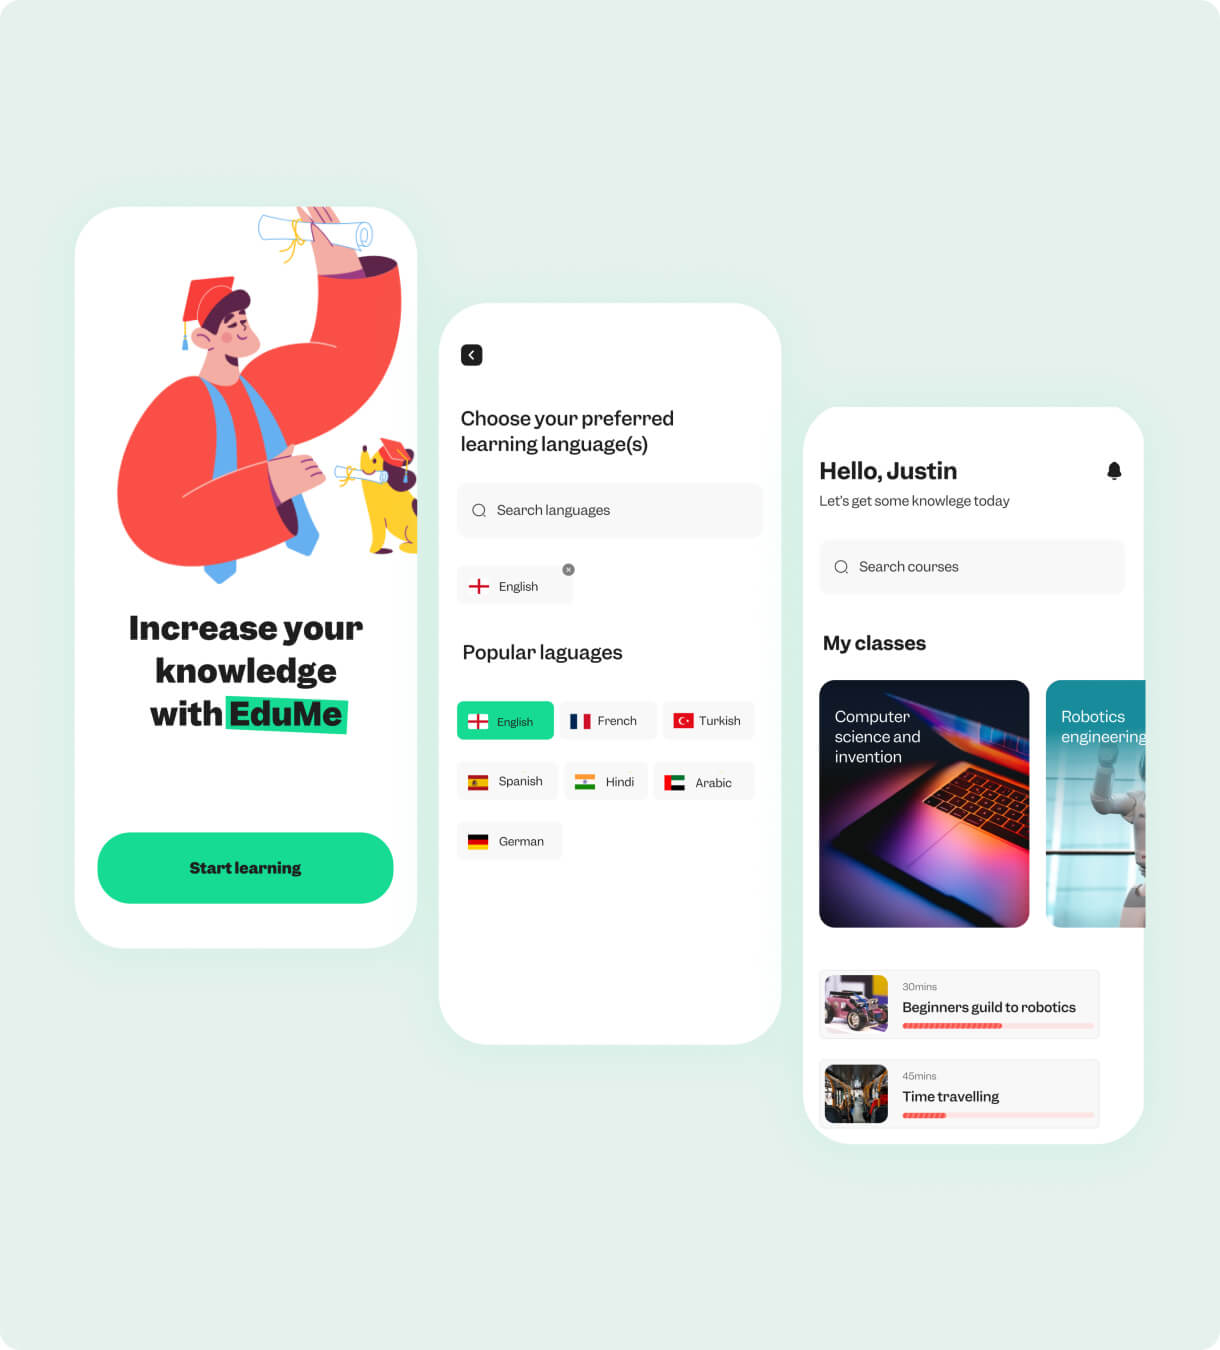 Increase your
knowledge
with EduMe
Start learning
Choose your preferred
learning language(s)
Search languages
English
Popular laguages
English
French
Turkish
Spanish
Hindi
Arabic
German
Hello, Justin
Let's get some knowlege today
Search courses
My classes
Computer
science and
invention
Robotics
engineering
30mins
Beginners guild to robotics
45mins
Time travelling